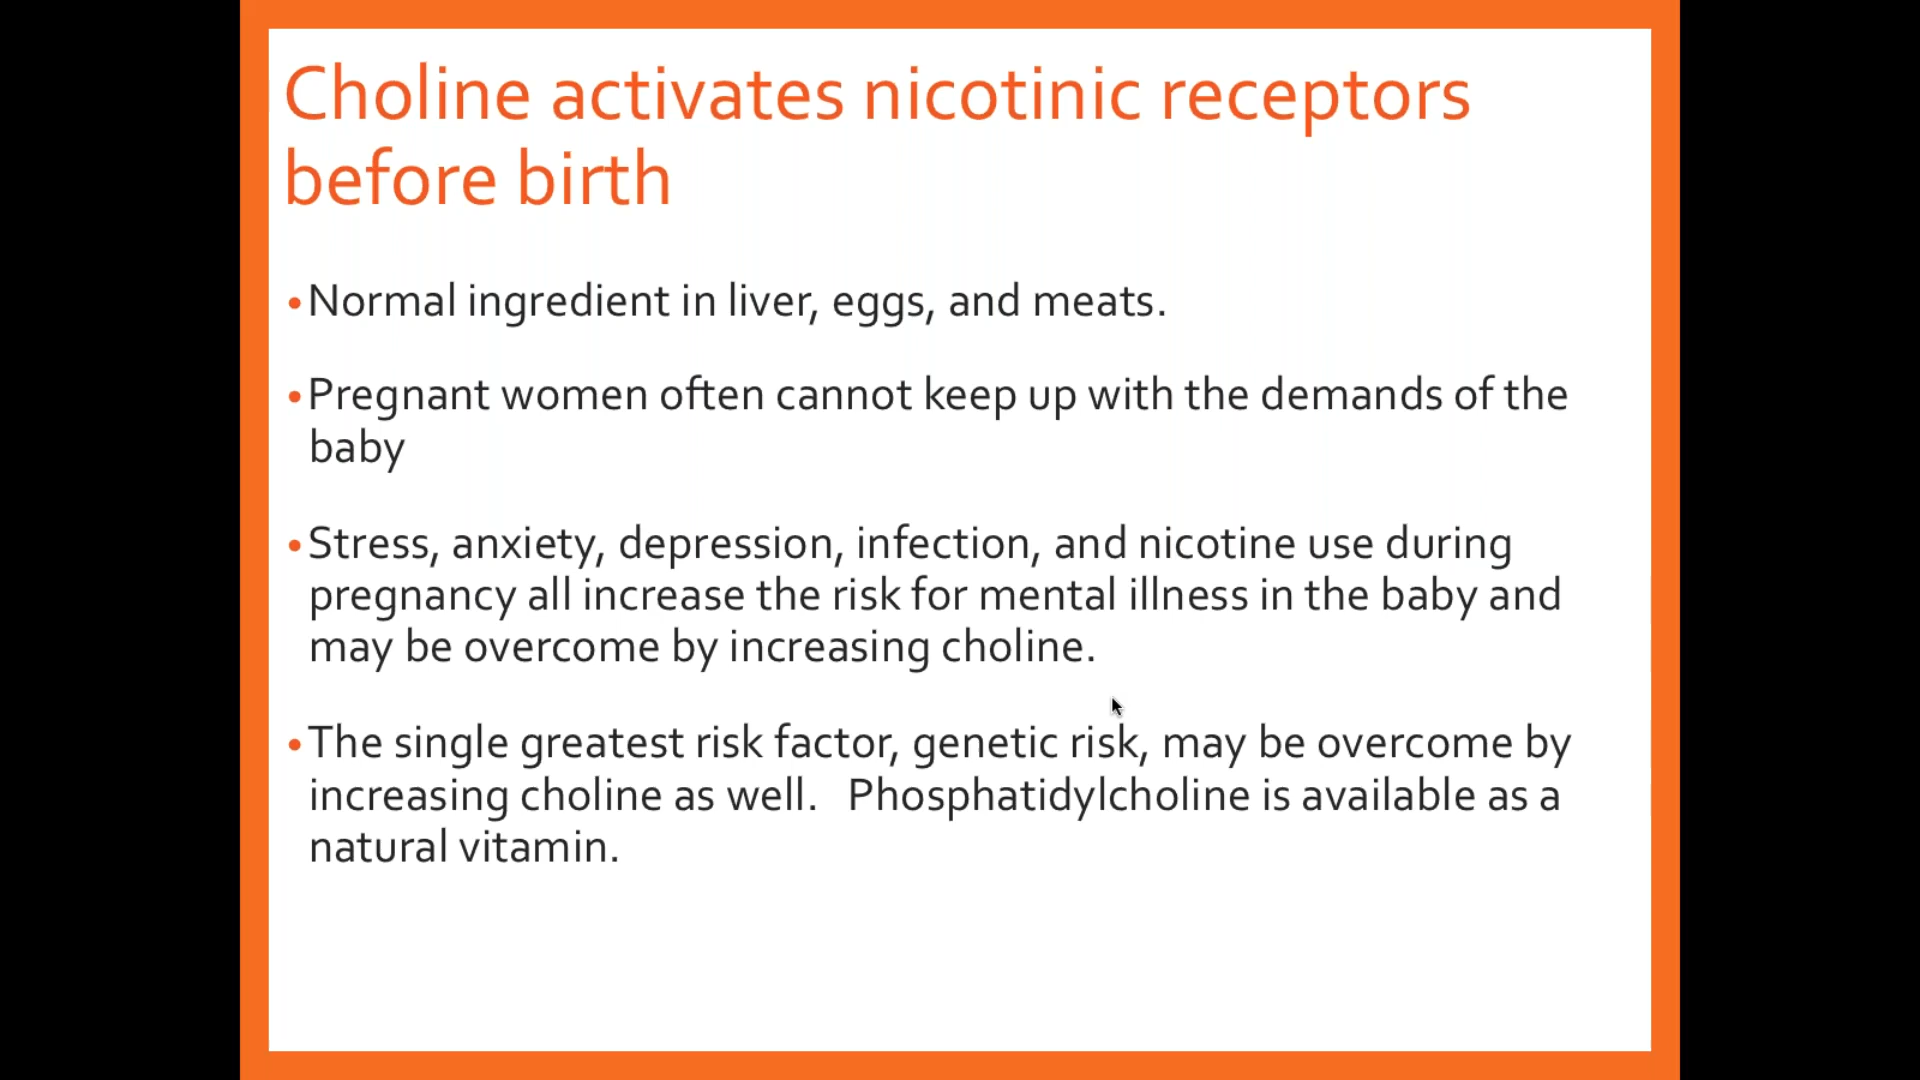 Choline activates nicotinic receptors
before birth
•Normal ingredient in liver, eggs, and meats.
•Pregnant women often cannot keep up with the demands of the
baby
•Stress, anxiety, depression, infection, and nicotine use during
pregnancy all increase the risk for mental illness in the baby and
may be overcome by increasing choline.
•The single greatest risk factor, genetic risk, may be overcome by
increasing choline as well.   Phosphatidylcholine is available as a
natural vitamin.